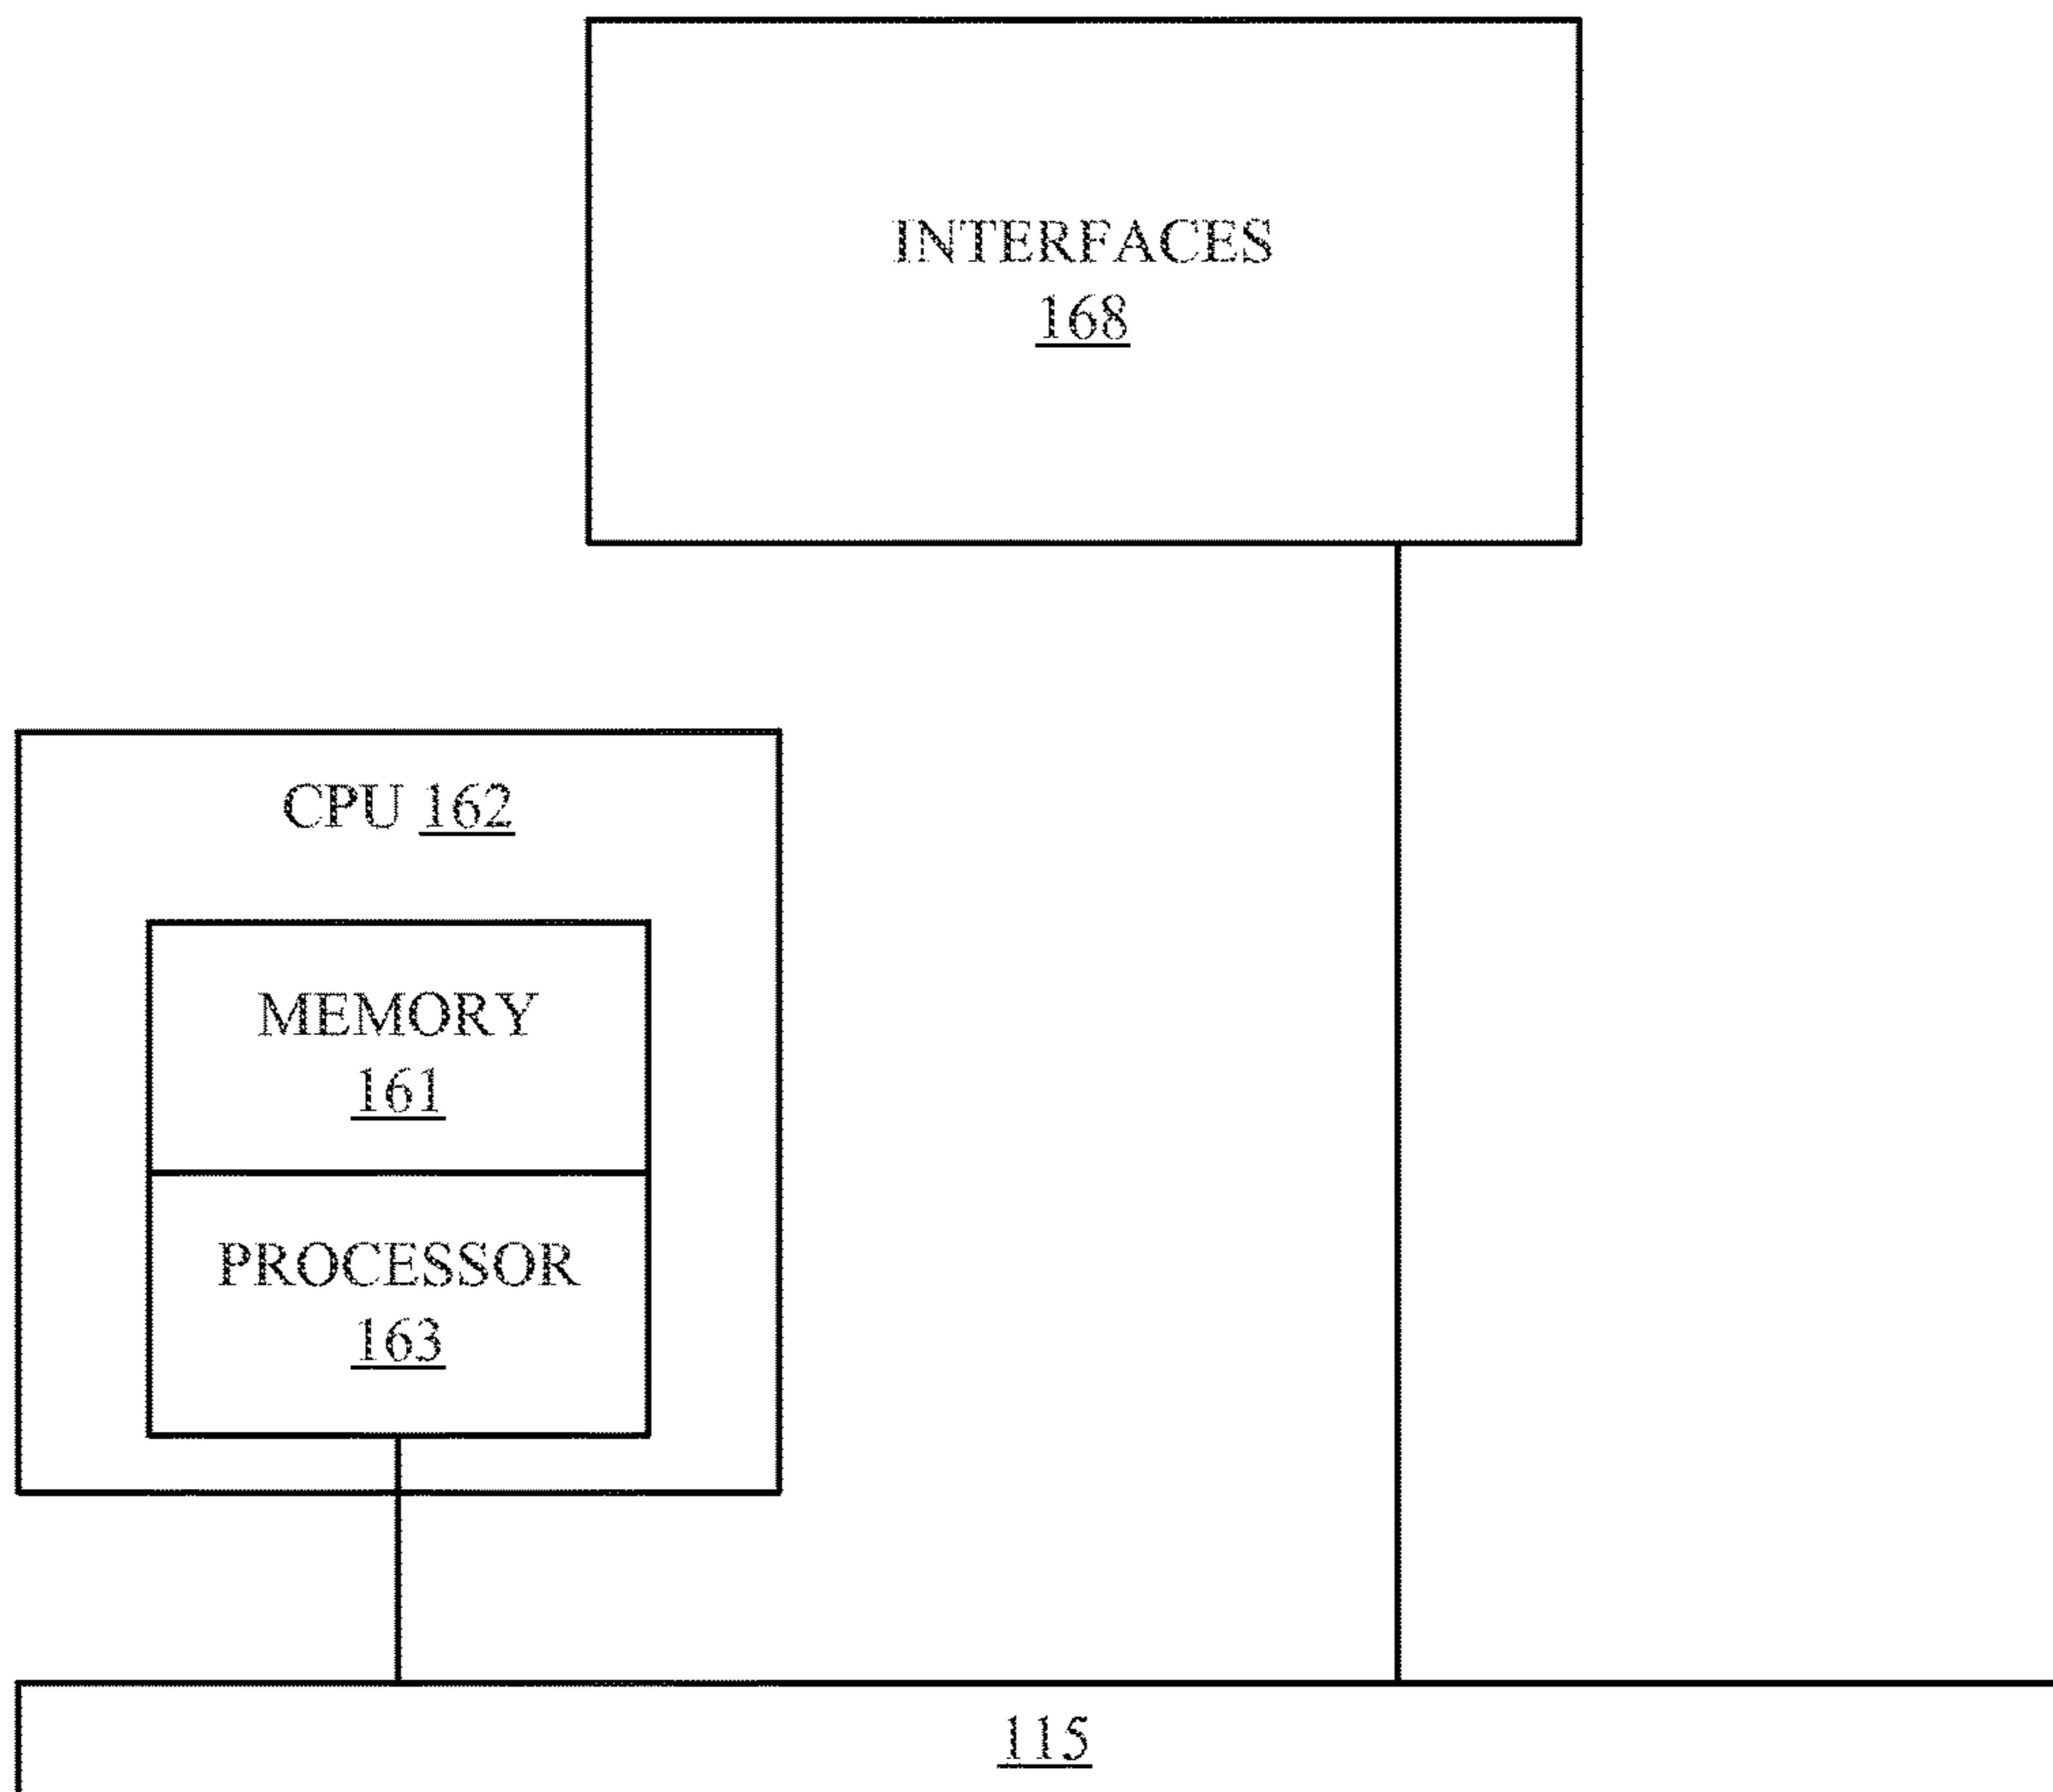 INTERFACES
168
CPU 162
MEMORY
161
PROCESSOR
163
115